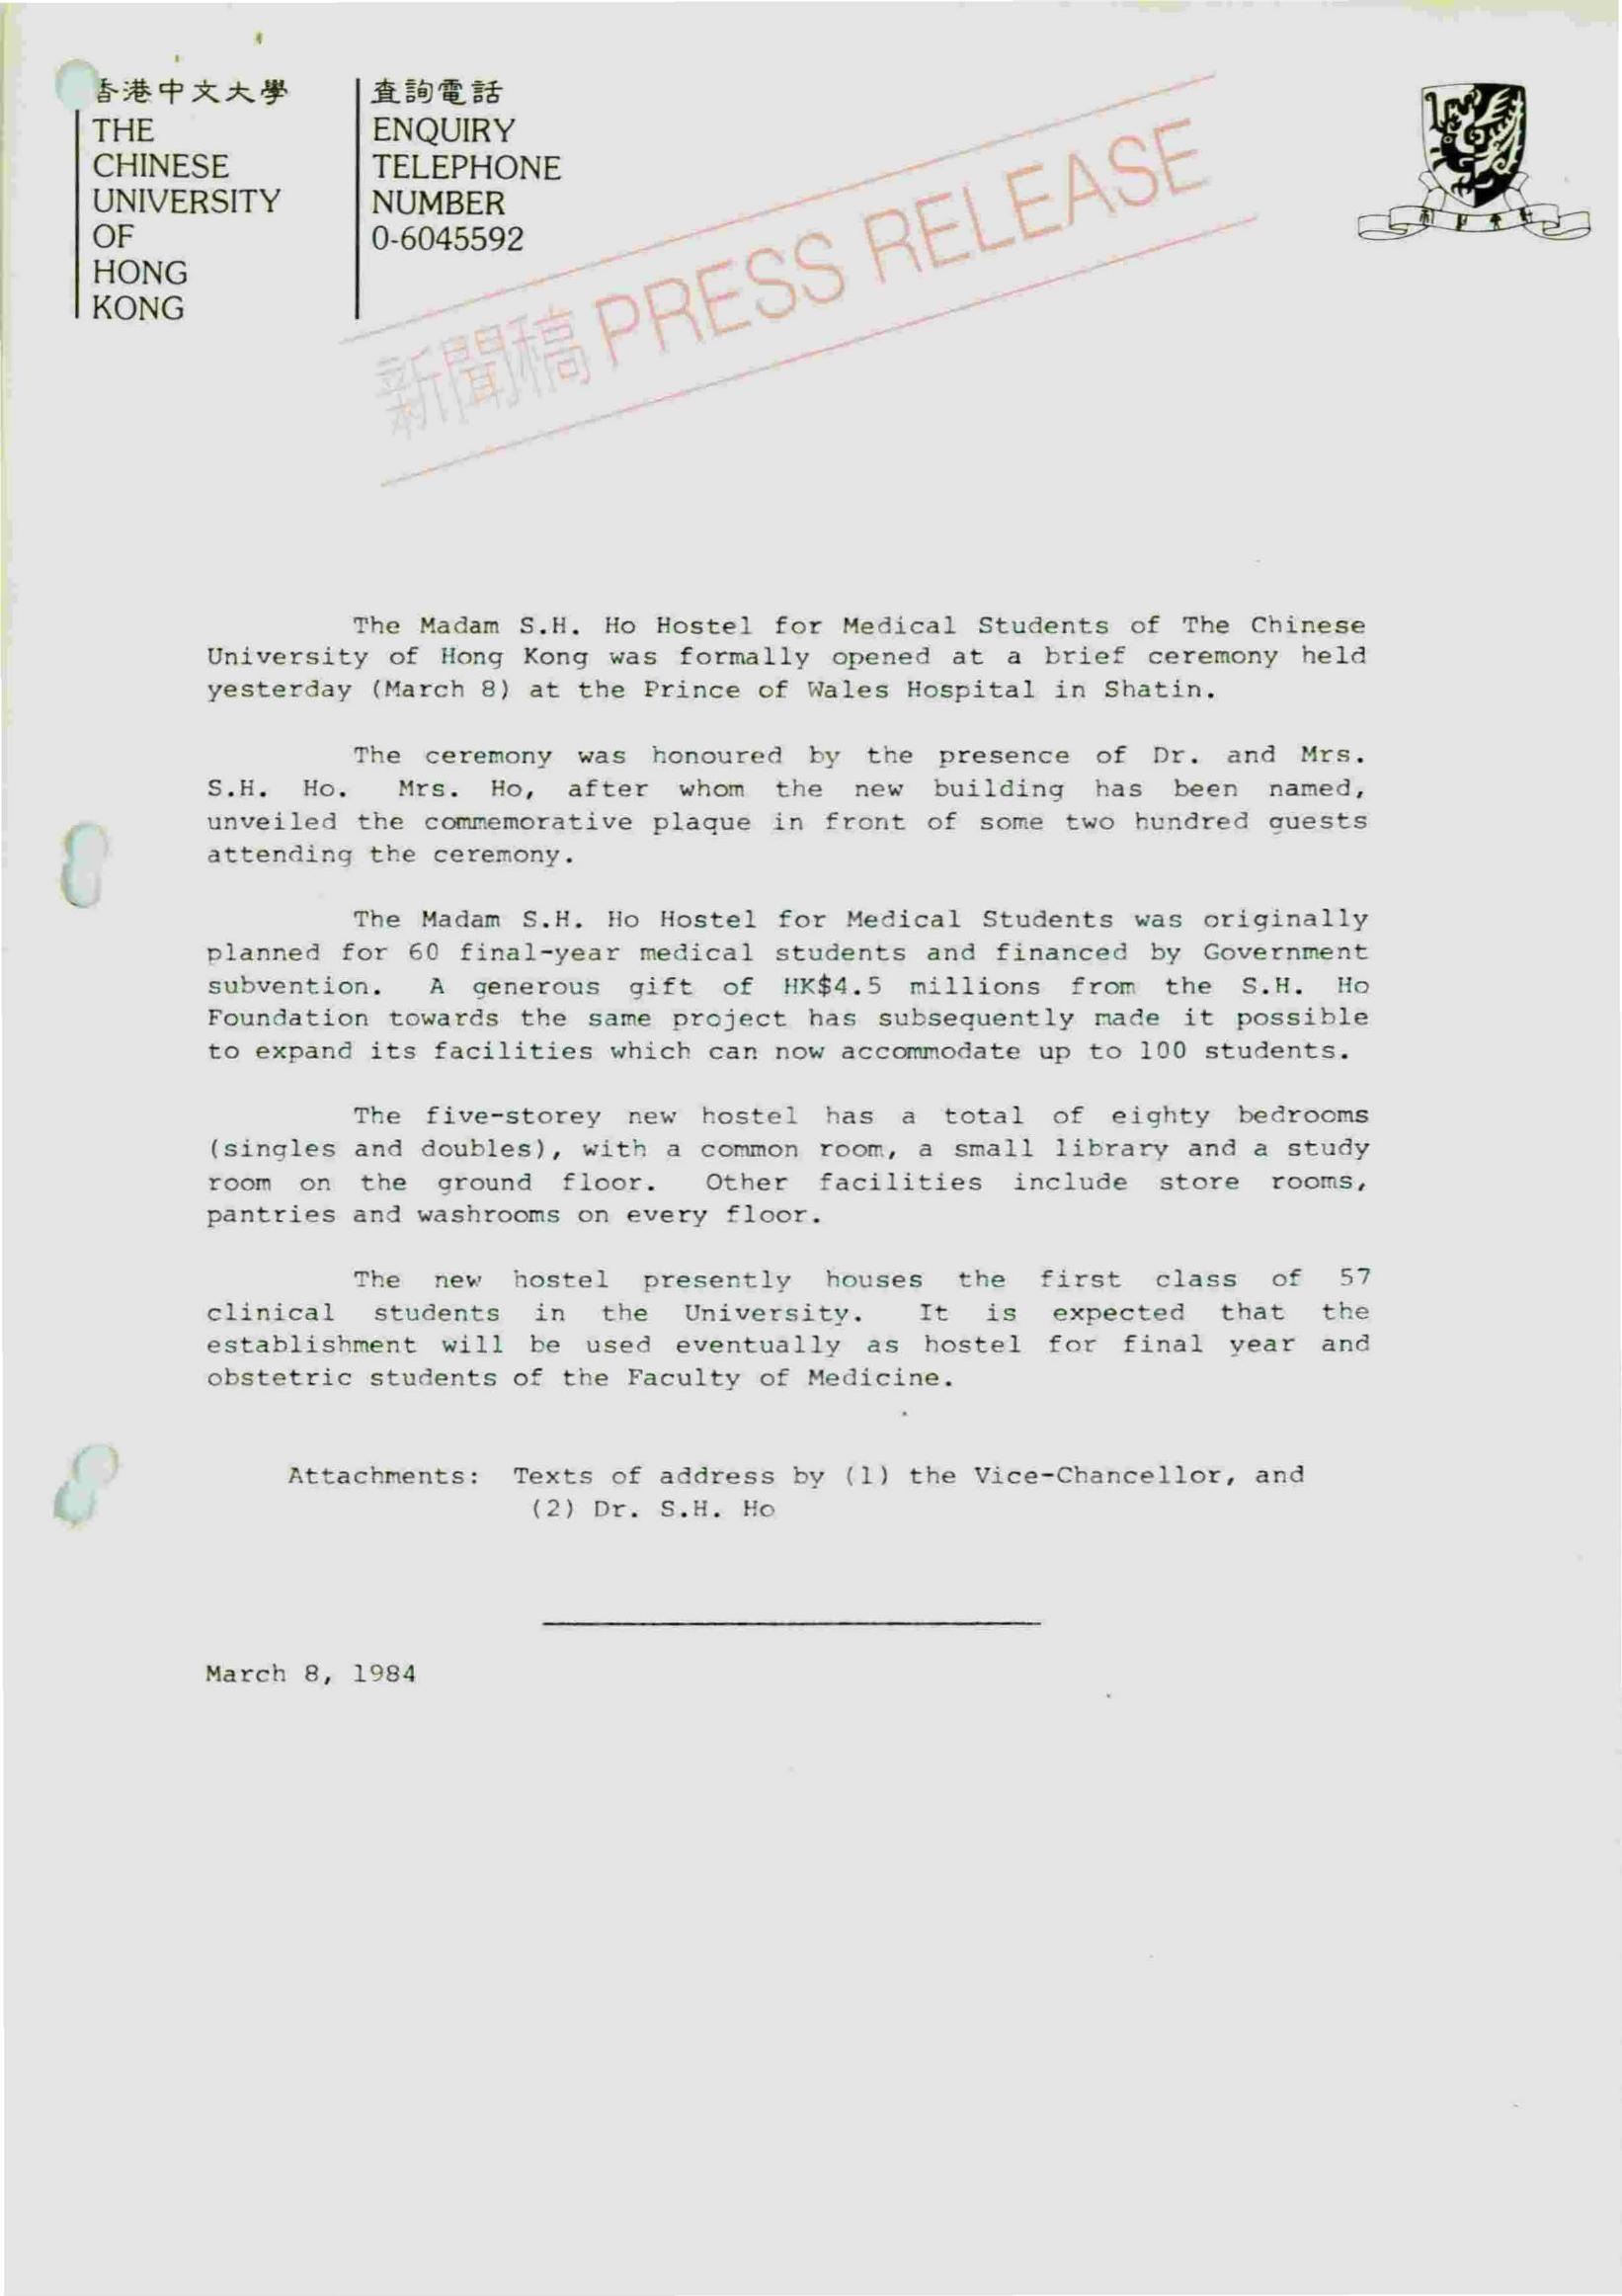 香港中文大學
THE
CHINESE
UNIVERSITY
OF
HONG
KONG
查詢電話
ENQUIRY
TELEPHONE
NUMBER
0-6045592
新聞稿 PRESS RELEASE
The Madam S.H. Ho Hostel for Medical Students of The Chinese
University of Hong Kong was formally opened at a brief ceremony held
yesterday (March 8) at the Prince of Wales Hospital in Shatin.
The ceremony was honoured by the presence of Dr. and Mrs.
S.H. Ho. Mrs. Ho, after whom the new building has been named,
unveiled the commemorative plaque in front of some two hundred guests
attending the ceremony.
The Madam S.H. Ho Hostel for Medical Students was originally
planned for 60 final-year medical students and financed by Government
subvention. A generous gift of HK$4.5 millions from the S.H. Ho
Foundation towards the same project has subsequently made it possible
to expand its facilities which can now accommodate up to 100 students.
The five-storey new hostel has a total of eighty bedrooms
(singles and doubles), with a common room, a small library and a study
room on the ground floor. Other facilities include store rooms,
pantries and washrooms on every floor.
The new hostel presently houses the first class of 57
clinical students in the University. It is expected that the
establishment will be used eventually as hostel for final year and
obstetric students of the Faculty of Medicine.
Attachments: Texts of address by (1) the Vice-Chancellor, and
(2) Dr. S.H. Ho
March 8, 1984